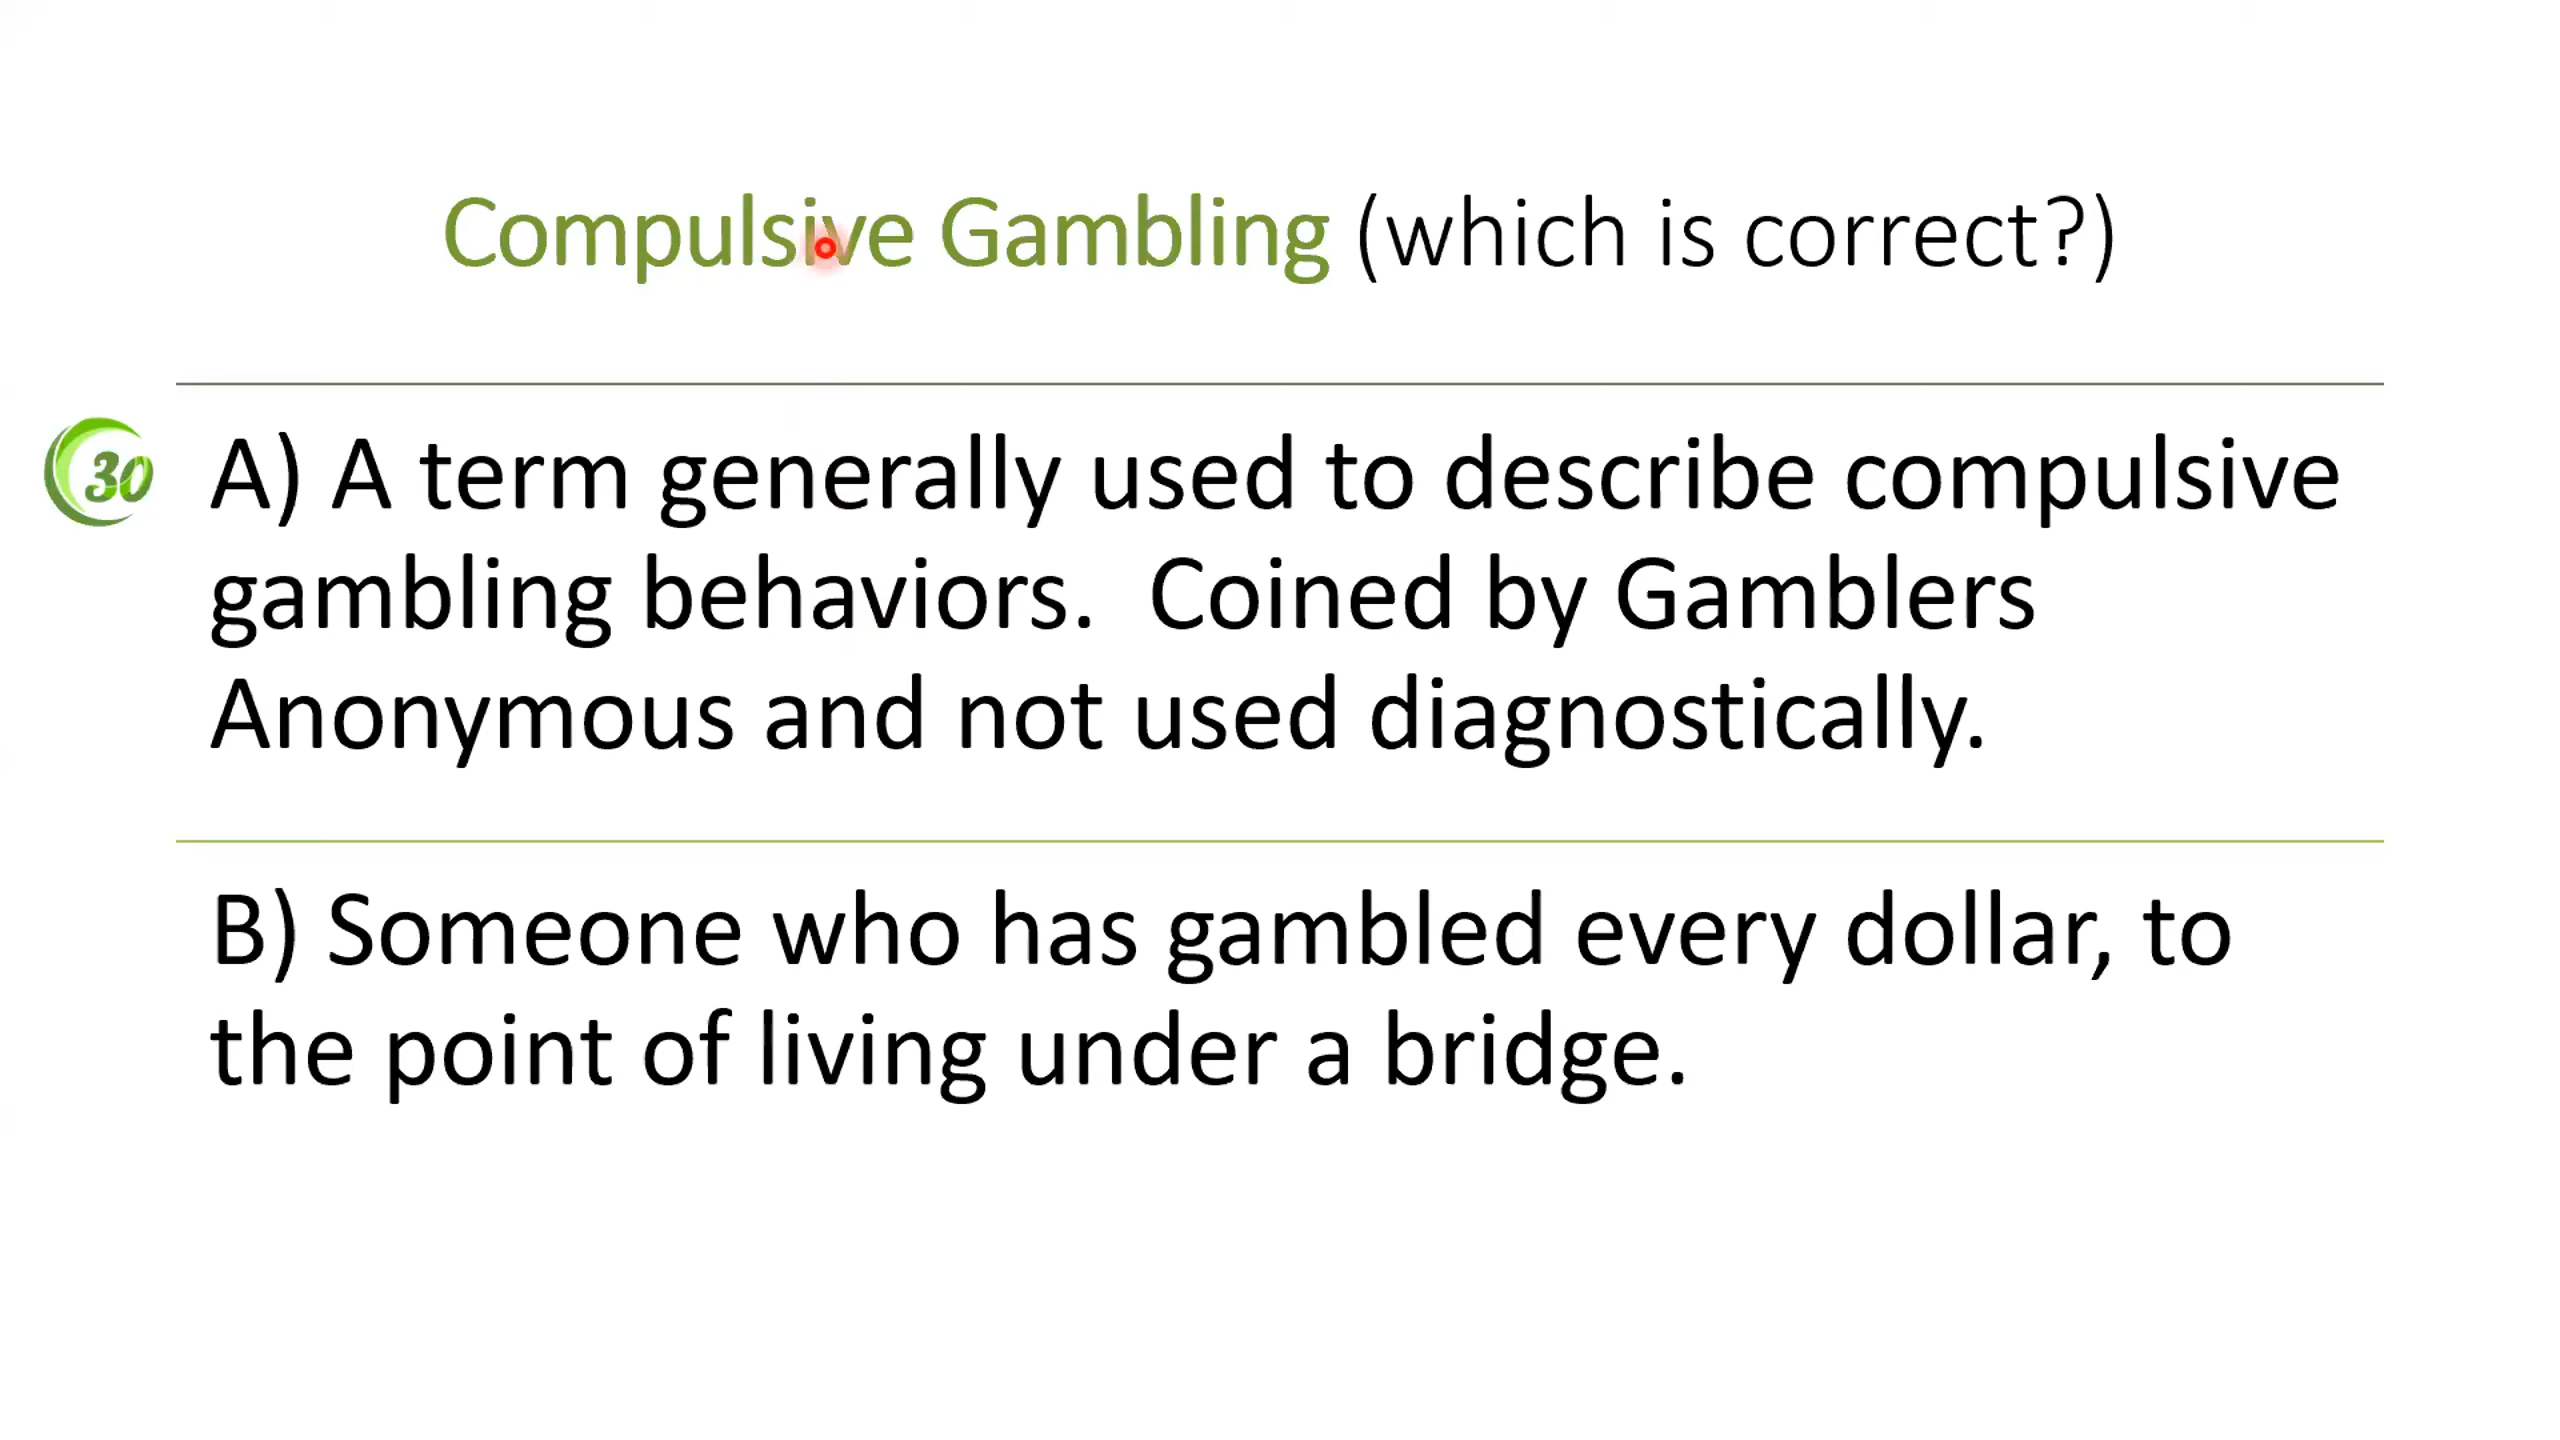 Compulsive Gambling (which is correct?)
30
A) A term generally used to describe compulsive
gambling behaviors.  Coined by Gamblers
Anonymous and not used diagnostically.
B) Someone who has gambled every dollar, to
the point of living under a bridge.